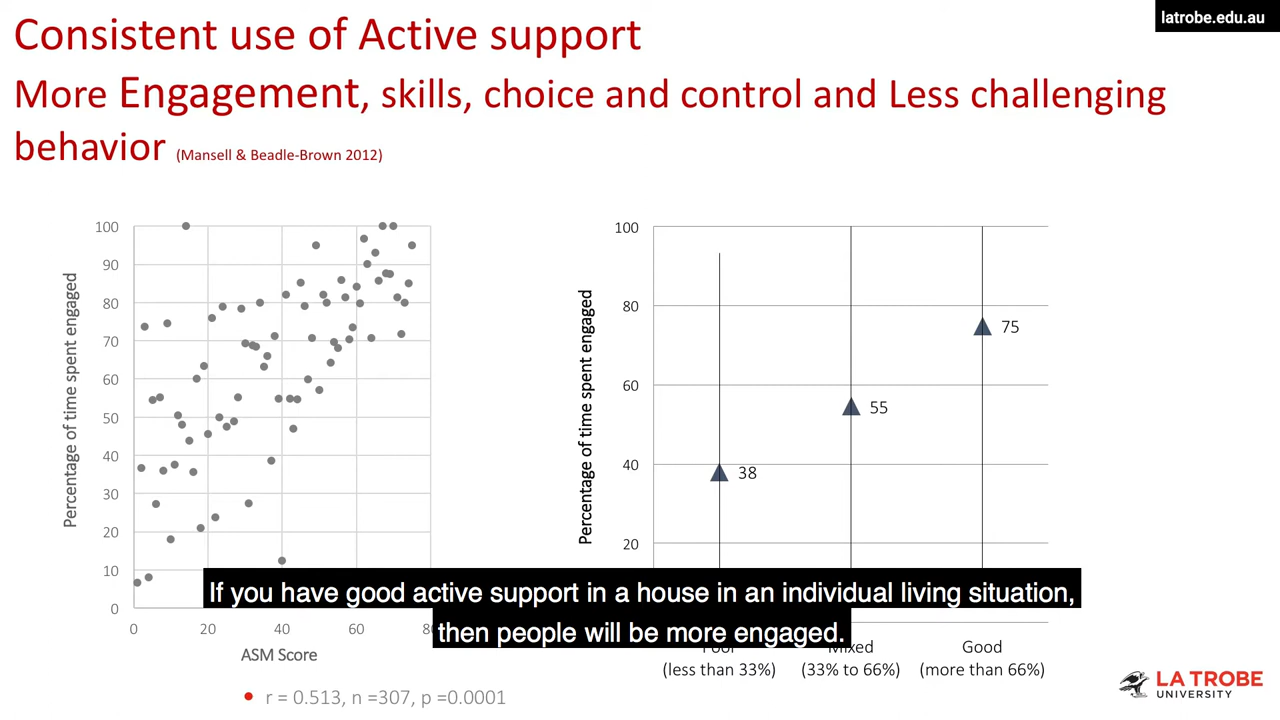 latrobe.edu.au
Consistent use of Active support
More Engagement, skills, choice and control and Less challenging
behavior (Mansell & Beadle-Brown 2012)
Percentage of time spent engaged
100
90
80
70
60
50
40
30
20
10
0
0 20 40 60
ASM Score
r = 0.513, n =307, p =0.0001
Percentage of time spent engaged
100
80
60
40
20
38
55
75
If you have good active support in a house in an individual living situation,
then people will be more engaged.
Mixed Good
(less than 33%) (33% to 66%) (more than 66%)
LA TROBE
UNIVERSITY